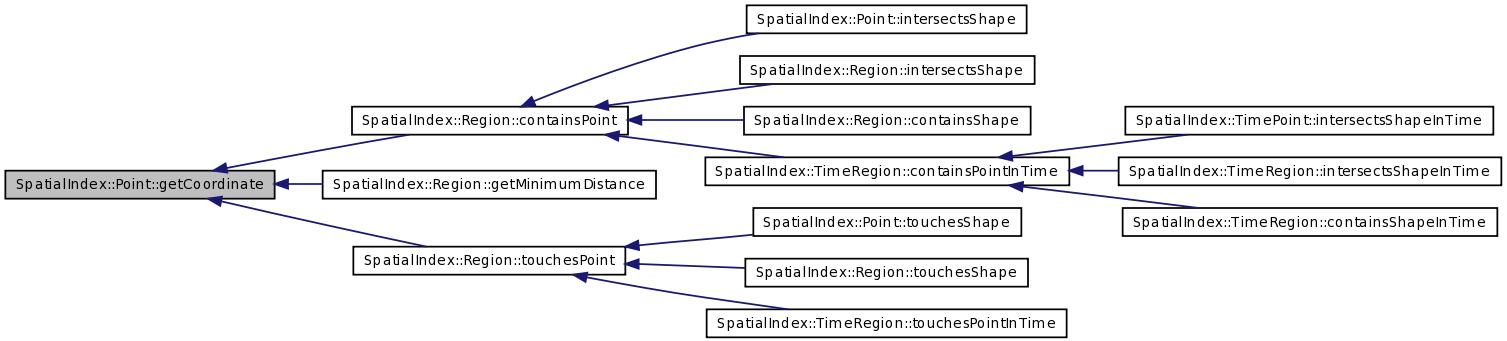 SpatialIndex::Point::intersectsShape
SpatialIndex::Region::intersectsShape
SpatialIndex::Region::containsPoint
SpatialIndex::Region::containsShape
SpatialIndex::TimePoint::intersectsShapeInTime
SpatialIndex::Point::getCoordinate
SpatialIndex::Region::getMinimumDistance
SpatialIndex::TimeRegion::containsPointInTime
SpatialIndex::TimeRegion::intersectsShapeInTime
SpatialIndex::Point::touchesShape
SpatialIndex::TimeRegion::containsShapeInTime
SpatialIndex::Region::touchesPoint
SpatialIndex::Region::touchesShape
SpatialIndex::TimeRegion::touchesPointInTime